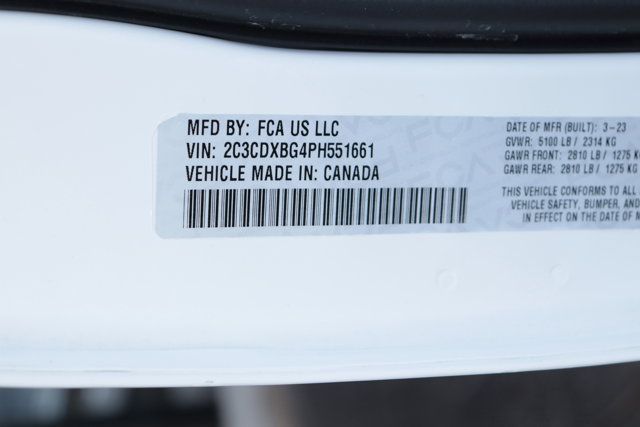 MFD BY: FCA US LLC
VIN: 2C3CDXBG4PH551661
VEHICLE MADE IN: CANADA
DATE OF MFR (BUILT): 3-23
GVWR: 5100 LB / 2314 KG
GAWR FRONT: 2810 LB / 1275 KG
GAWR REAR: 2810 LB / 1275 KG
THIS VEHICLE CONFORMS TO ALL
VEHICLE SAFETY, BUMPER, AND
IN EFFECT ON THE DATE OF M